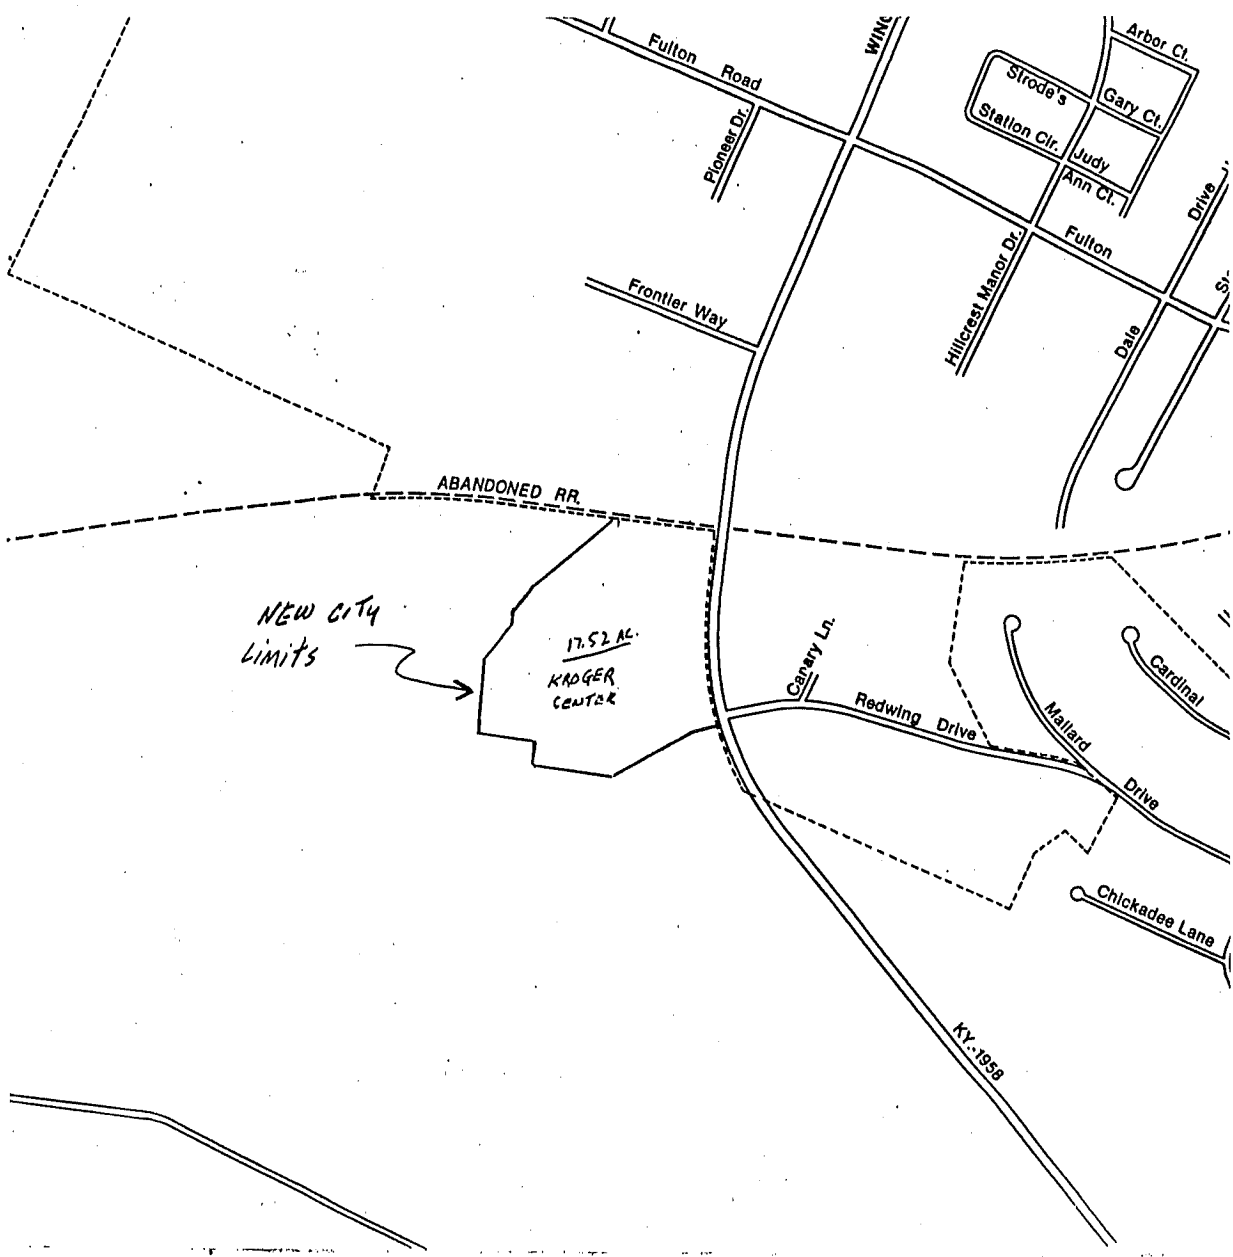 Arbor Ct.
Fulton Road
WINC
Strode's
Gary Ct.
Station Cir.
Pioneer Dr.
Judy
Ann Ct.
Drive
Fulton
Hillcrest Manor Dr.
Frontier Way
Dale
ABANDONED RR.
NEW CITY
LIMITS
17.52 AC.
KROGER
CENTER
Canary Ln.
Redwing Drive
Cardinal
Mallard
Drive
Chickadee Lane
KY. 1958